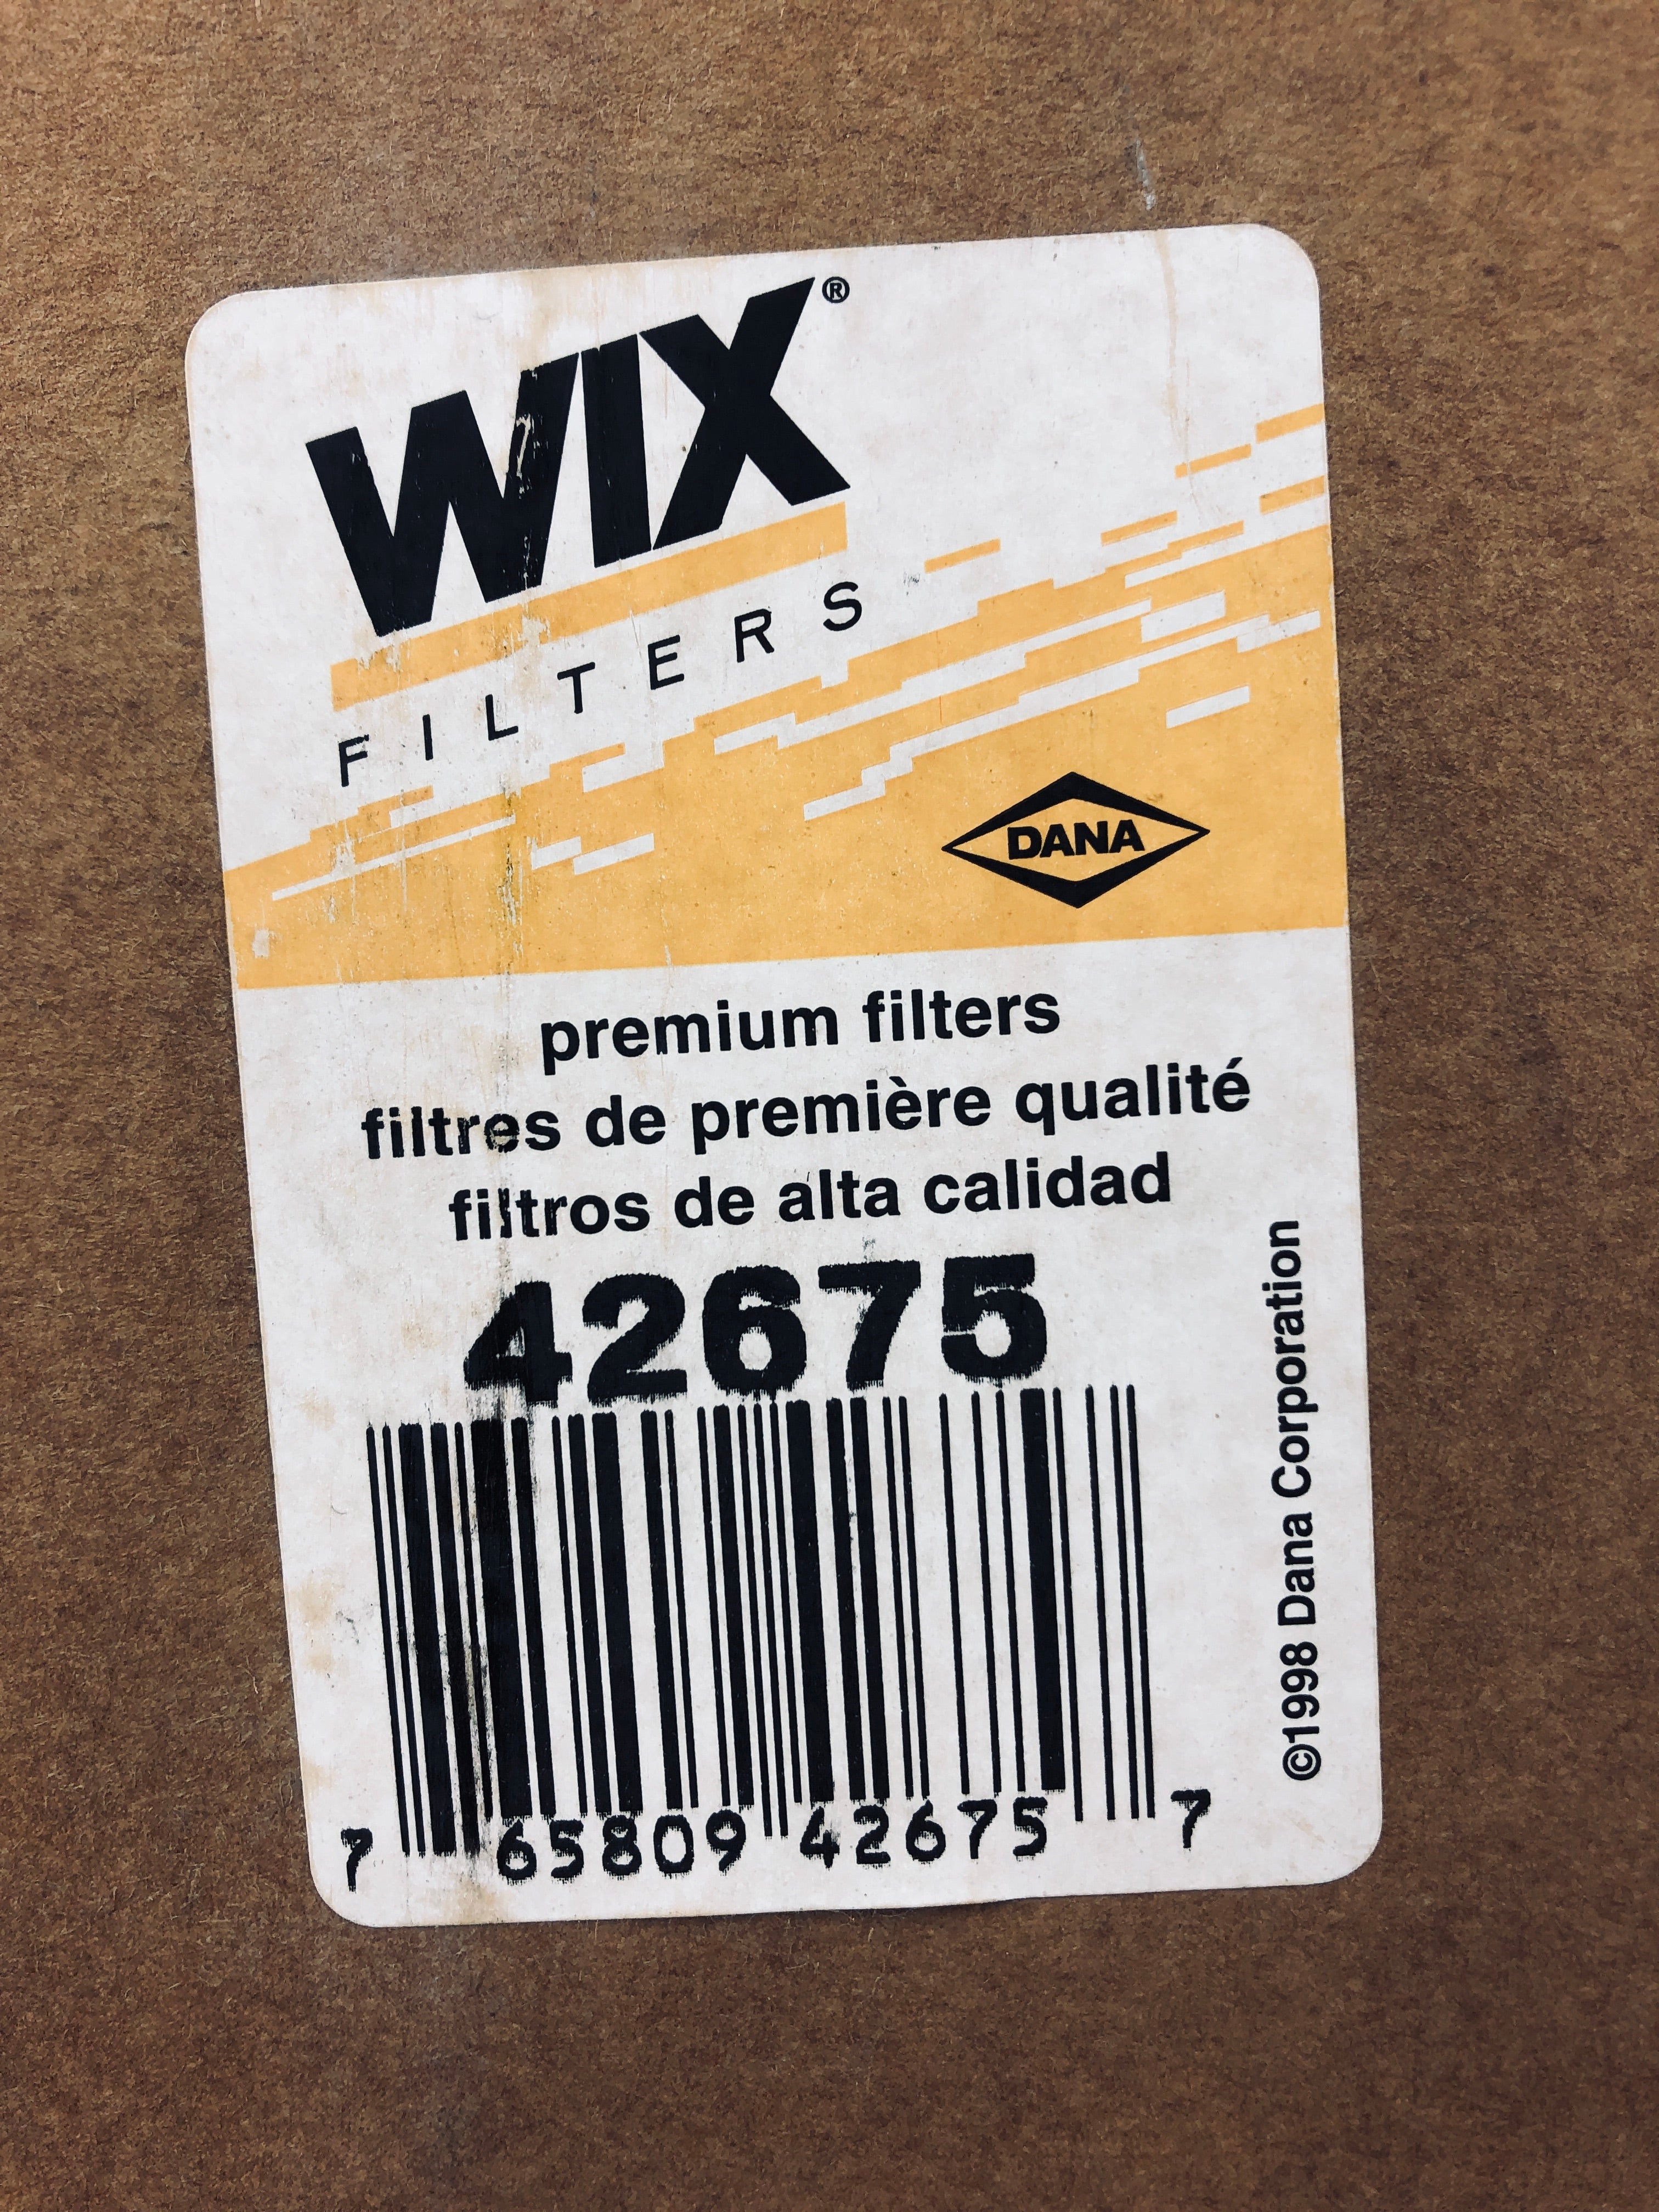 WIX®
FILTERS
DANA
premium filters
filtres de première qualité
filtros de alta calidad
42675
7 65809 42675 7
©1998 Dana Corporation